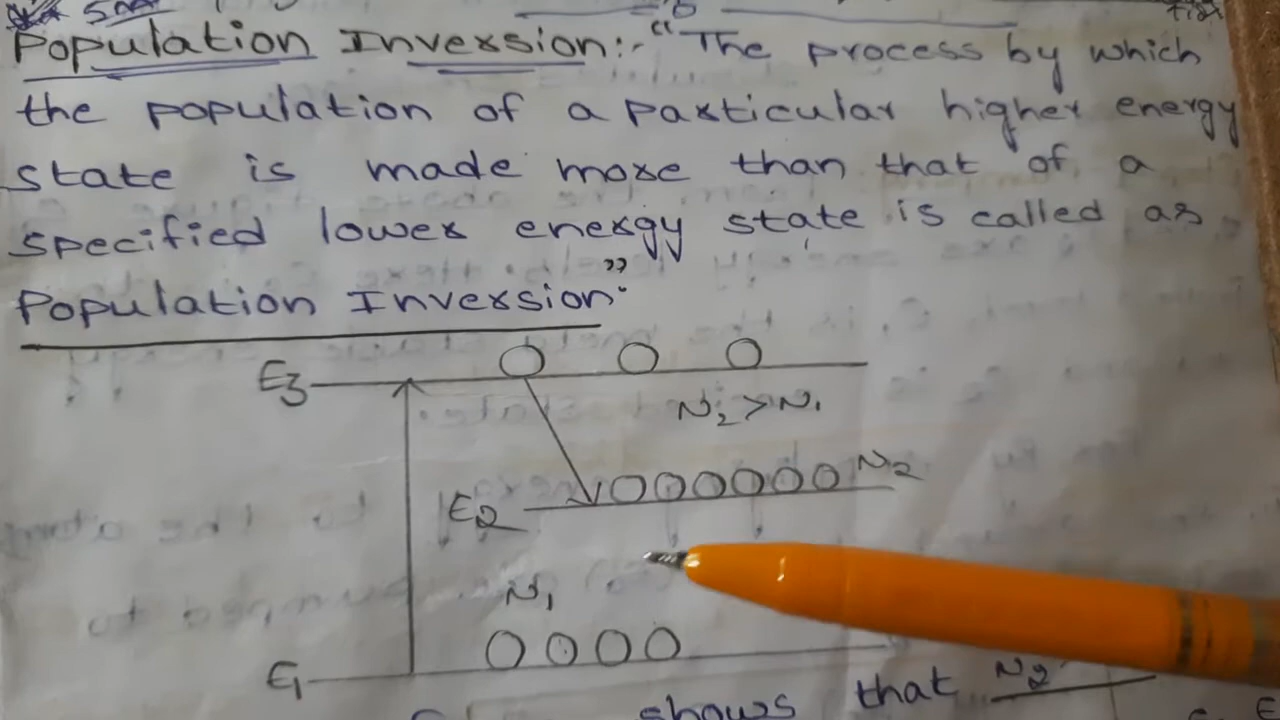 Population Inversion:- "The process by which
the population of a particular higher energy
state is made more than that of a
specified lower energy state is called as
Population Inversion."
E3
N2 > N1
E2 N2
N1
E1
shows that N2